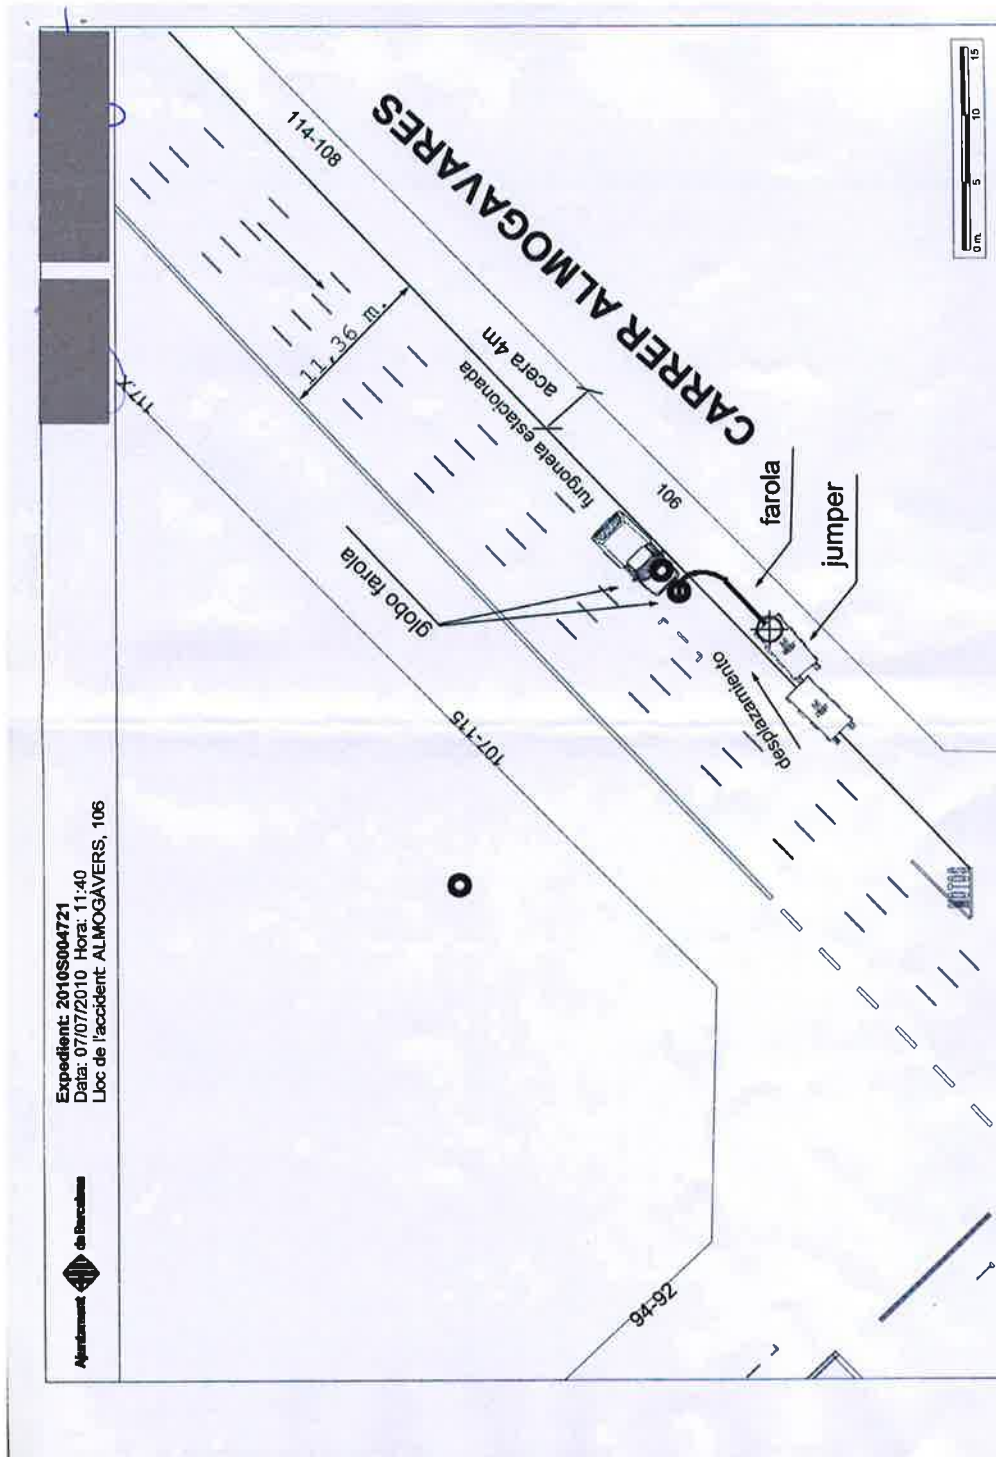 Ajuntament de Barcelona
Expedient: 2010S004721
Data: 07/07/2010 Hora: 11:40
Lloc de l'accident: ALMOGÀVERS, 106
117.X
114-108
11,36 m.
CARRER ALMOGAVARES
acera 4m
furgoneta estacionada
globo farola
106
farola
jumper
107-115
desplazamiento
MOTOS
94-92
0 m.
5
10
15